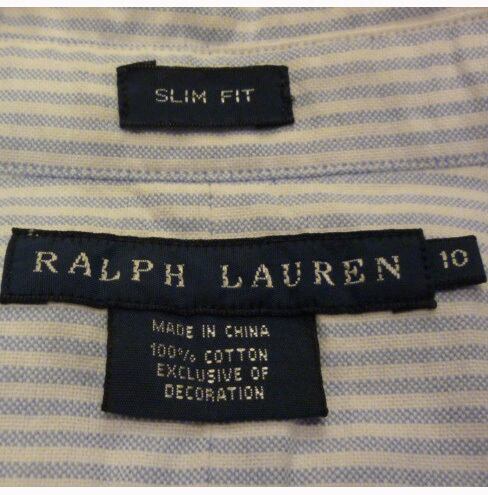 SLIM FIT
RALPH LAUREN 10
MADE IN CHINA
100% COTTON
EXCLUSIVE OF
DECORATION